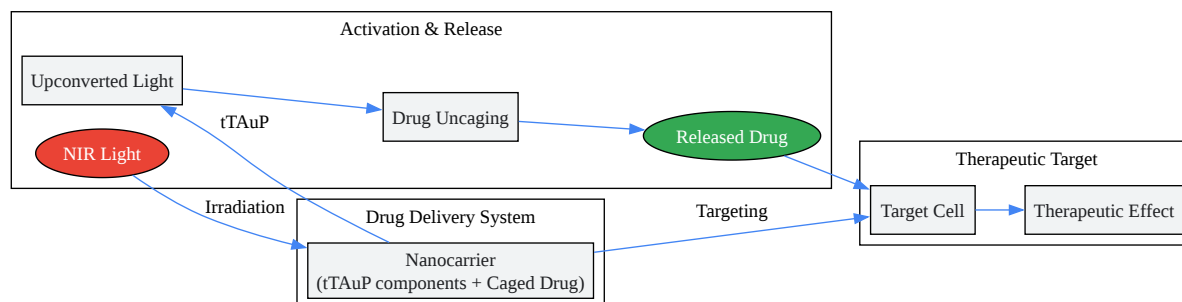 Activation & Release
Upconverted Light
Drug Uncaging
tTAuP
Released Drug
NIR Light
Therapeutic Target
Irradiation
Drug Delivery System
Targeting
Target Cell
Therapeutic Effect
Nanocarrier
(tTAuP components + Caged Drug)